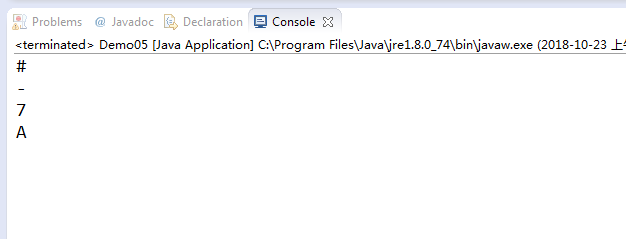 Problems @ Javadoc Declaration Console
<terminated> Demo05 [Java Application] C:\Program Files\Java\jre1.8.0_74\bin\javaw.exe (2018-10-23 上
#
-
7
A